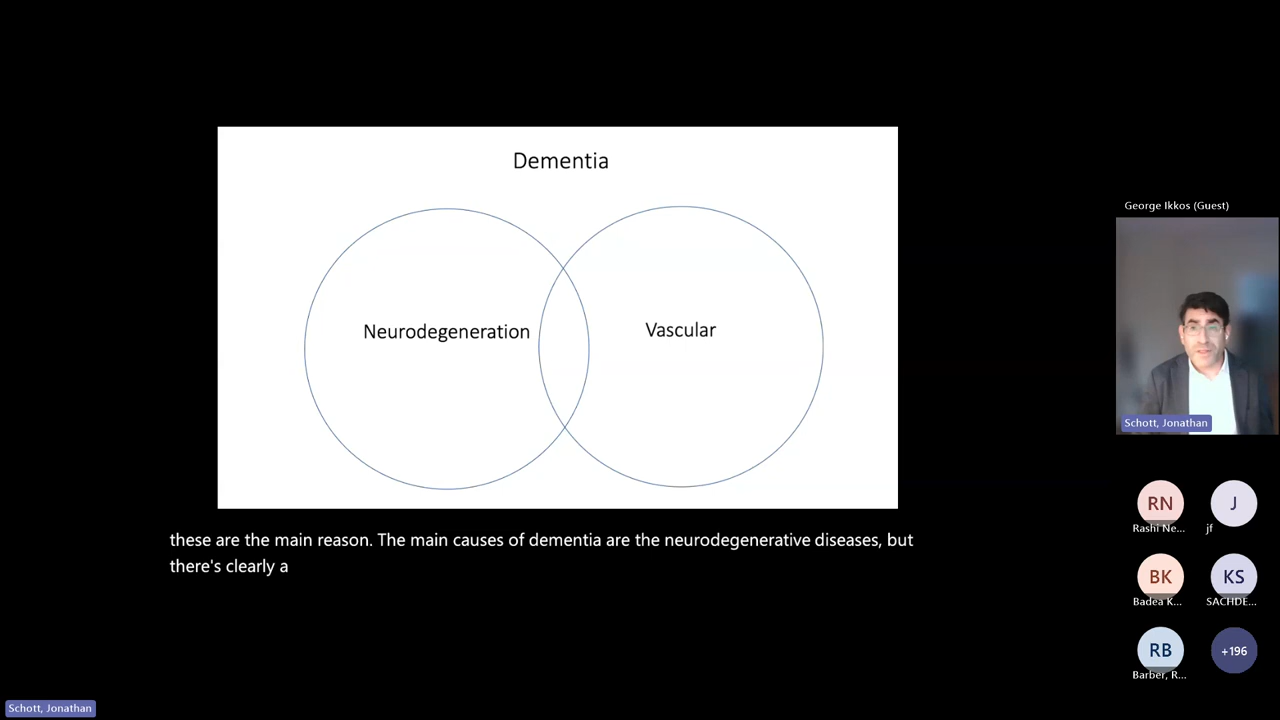 Dementia
Neurodegeneration
Vascular
these are the main reason. The main causes of dementia are the neurodegenerative diseases, but
there's clearly a
George Ikkos (Guest)
Schott, Jonathan
RN
Rashi Ne...
J
jf
BK
Badea K...
KS
SACHDE...
RB
Barber, R...
+196
Schott, Jonathan